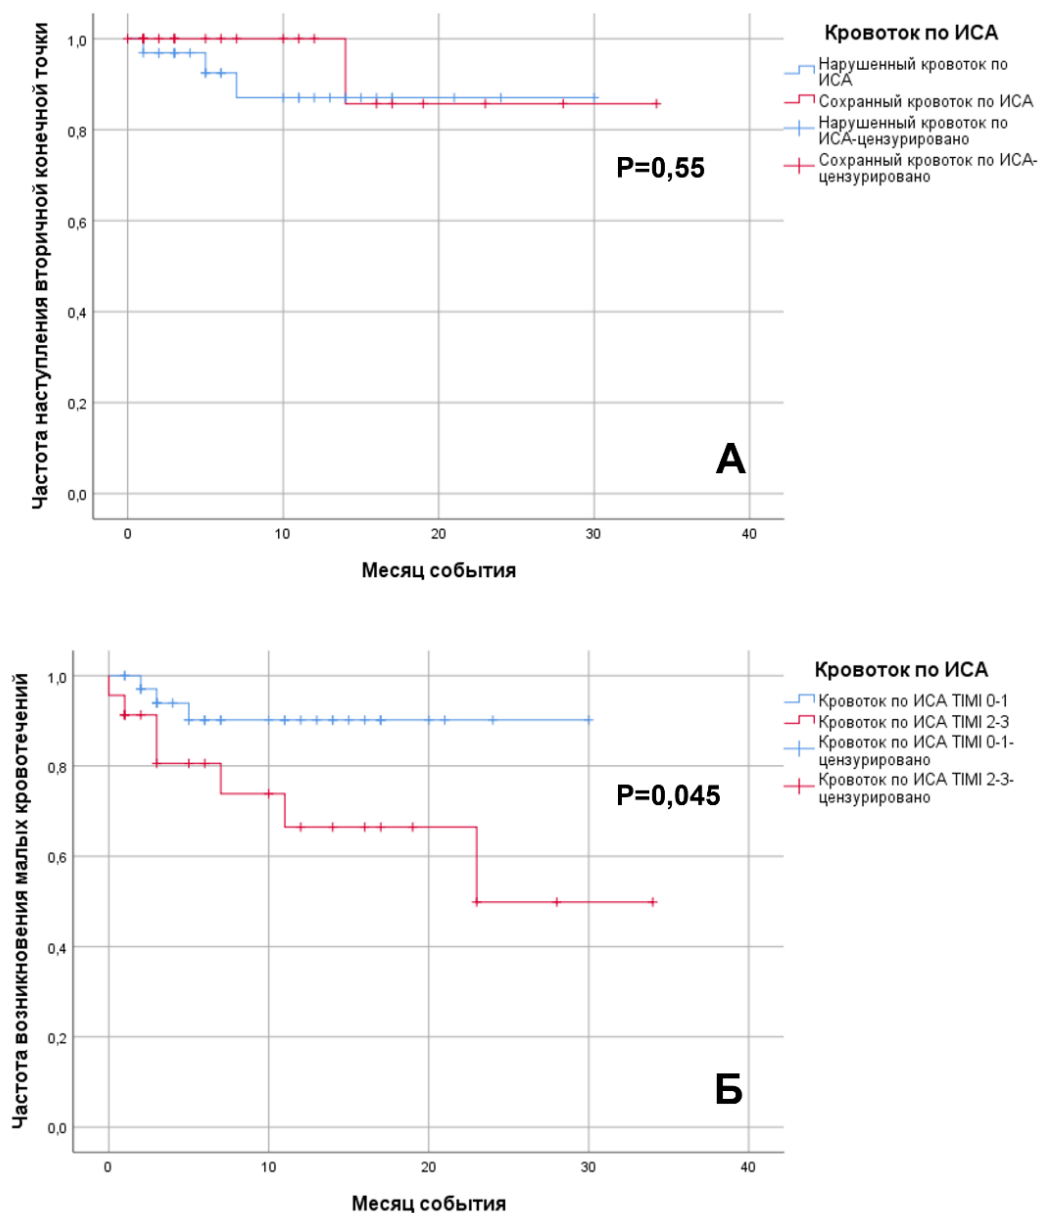 Кровоток по ИСА
Нарушенный кровоток по
ИСА
Сохранный кровоток по ИСА
Нарушенный кровоток по
ИСА-цензурировано
Сохранный кровоток по ИСА-
цензурировано
Частота наступления вторичной конечной точки
1,0
0,8
0,6
0,4
0,2
0,0
P=0,55
А
0 10 20 30 40
Месяц события
Кровоток по ИСА
Кровоток по ИСА TIMI 0-1
Кровоток по ИСА TIMI 2-3
Кровоток по ИСА TIMI 0-1-
цензурировано
Кровоток по ИСА TIMI 2-3-
цензурировано
Частота возникновения малых кровотечений
1,0
0,8
0,6
0,4
0,2
0,0
P=0,045
Б
0 10 20 30 40
Месяц события